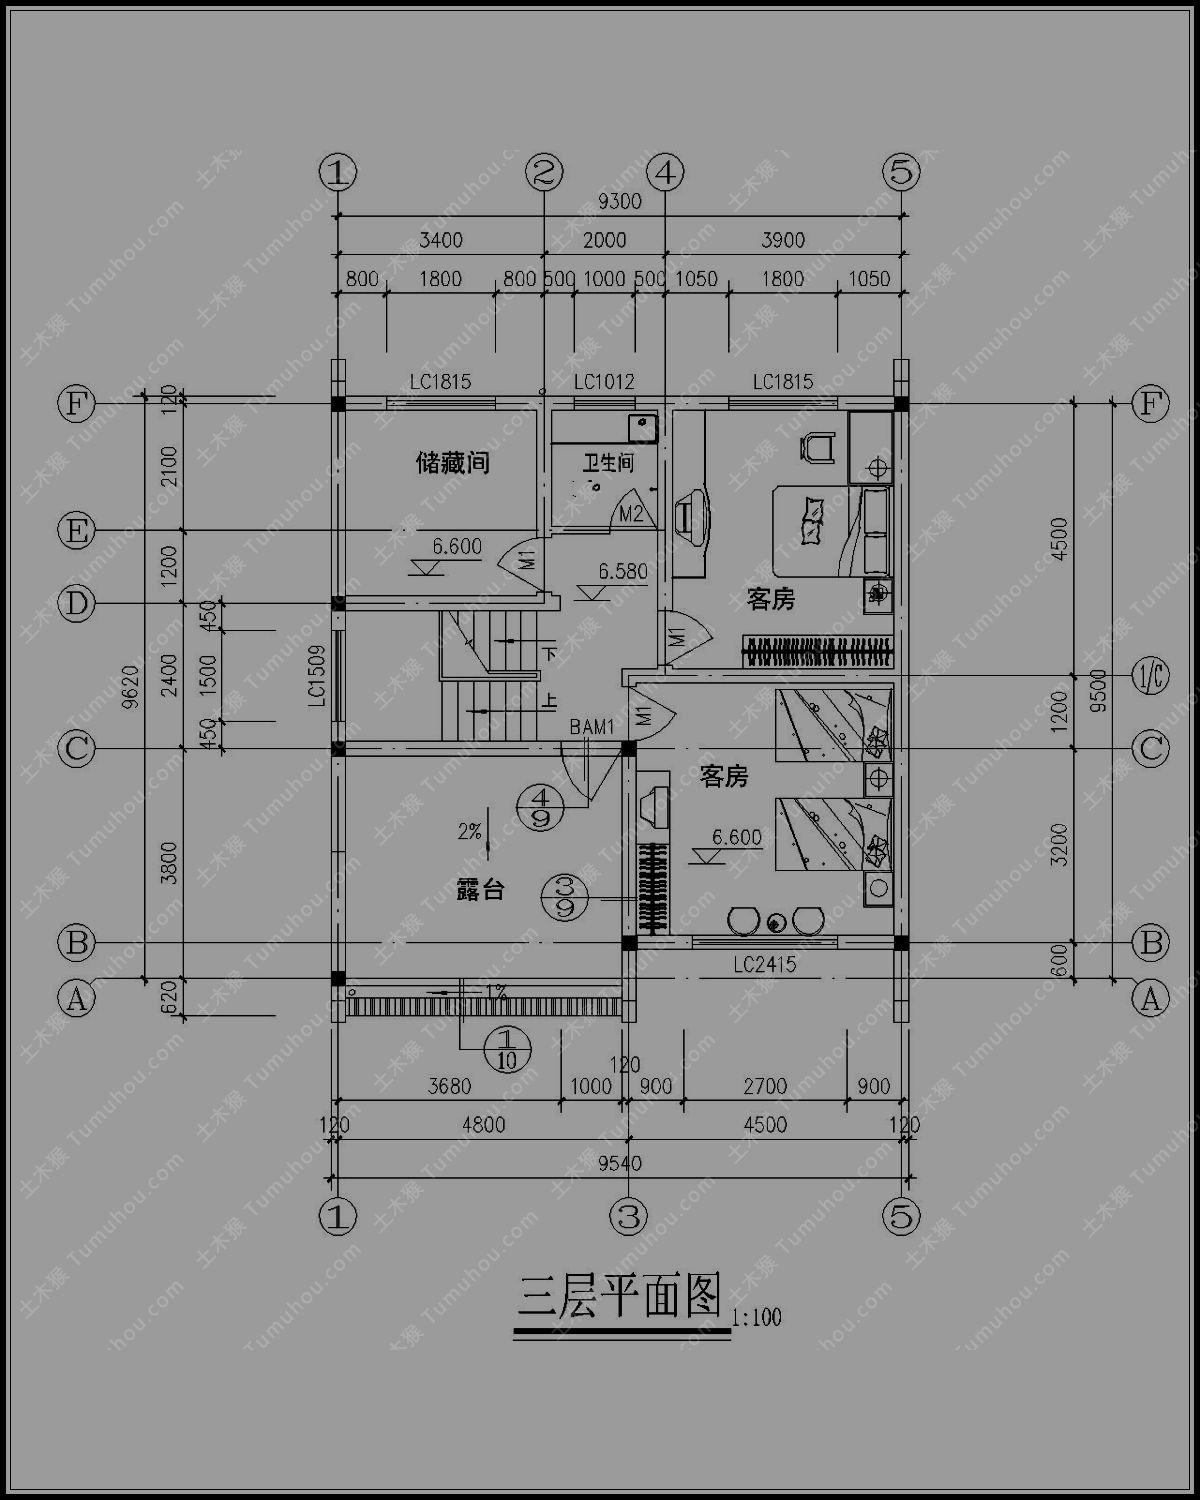 1 2 4 5
9300
3400 2000 3900
800 1800 800 500 1000 500 1050 1800 1050
LC1815 LC1012 LC1815
F 120 F
储藏间 卫生间
2100
M2
E
6.600 M1 4500
1200 6.580
客房
D
450
M1
下
LC1509 1500 2400 9620
1/C
9500
上 M1 1200
450 BAM1
C C
客房
4
9
2%
6.600
3800 3200
露台
3
9
B B
LC2415 600
A A
620 1%
1
10
120
3680 1000 900 2700 900
120 4800 4500 120
9540
1 3 5
三层平面图 1:100
土木猴 Tumuhou.com